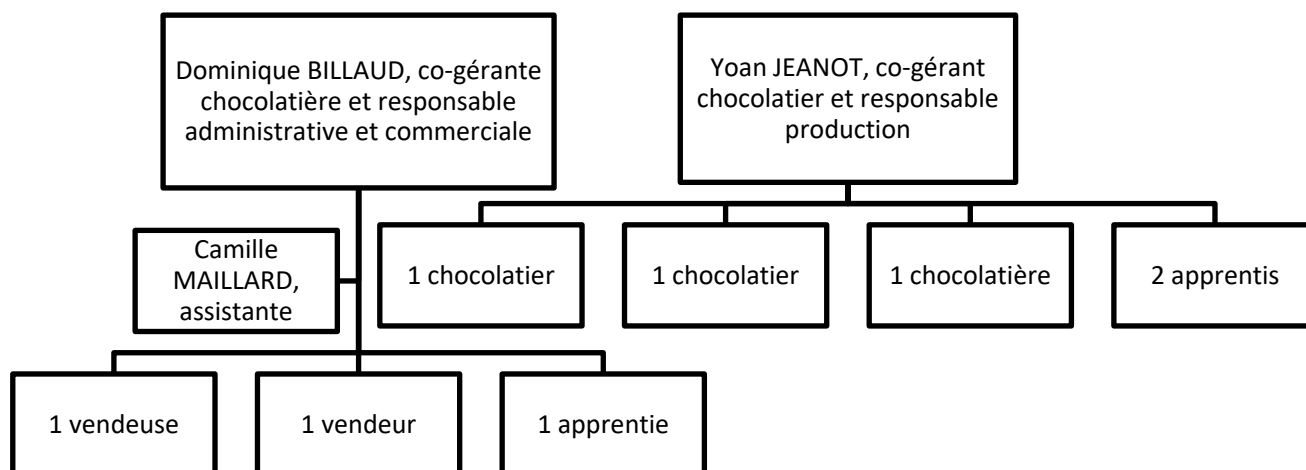 Dominique BILLAUD, co-gérante
chocolatière et responsable
administrative et commerciale
Yoan JEANOT, co-gérant
chocolatier et responsable
production
Camille
MAILLARD,
assistante
1 chocolatier
1 chocolatier
1 chocolatière
2 apprentis
1 vendeuse
1 vendeur
1 apprentie